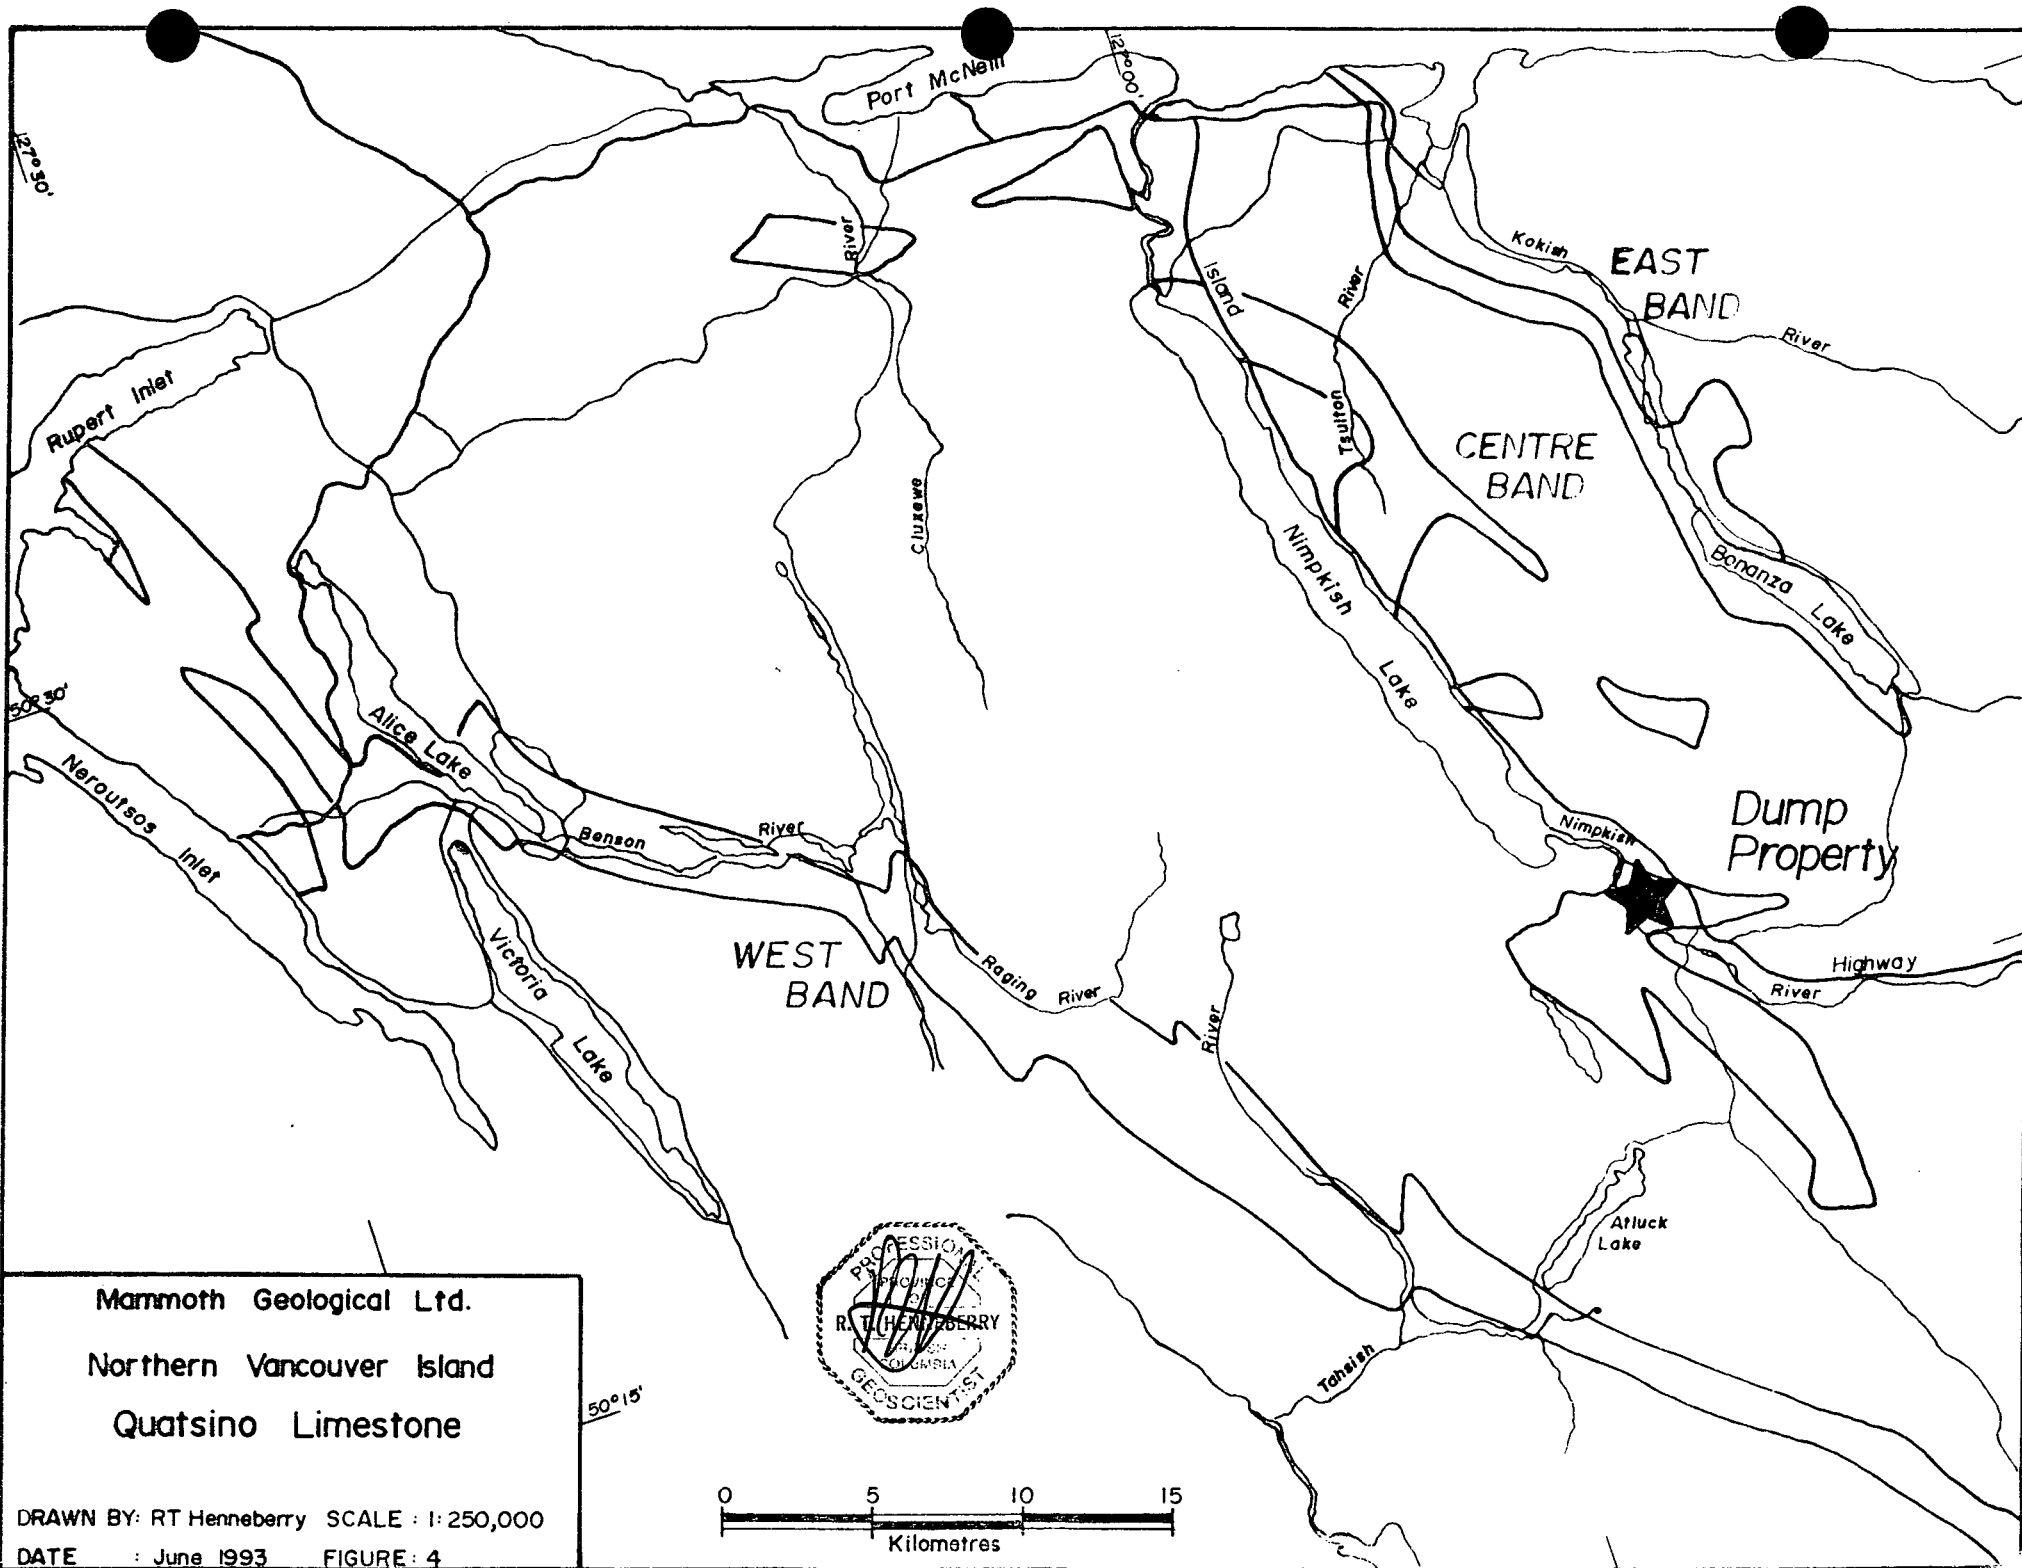 Port McNeill
127°00'
127°30'
River
Island
River
Kokish
EAST
BAND
River
Rupert Inlet
Tsulton
CENTRE
BAND
Cluxewe
Nimpkish
Lake
Bonanza
Lake
50°30'
Alice Lake
Neroutsos
Inlet
Benson
River
Nimpkish
Dump
Property
Victoria
Lake
WEST
BAND
Raging
River
River
Highway
River
Atluck
Lake
Tahsish
PROFESSIONAL
PROVINCE
OF
R. T. HENNEBERRY
BRITISH
COLUMBIA
GEOSCIENTIST
Mammoth Geological Ltd.
Northern Vancouver Island
Quatsino Limestone
DRAWN BY: RT Henneberry SCALE : 1:250,000
DATE : June 1993 FIGURE : 4
50°15'
0 5 10 15
Kilometres